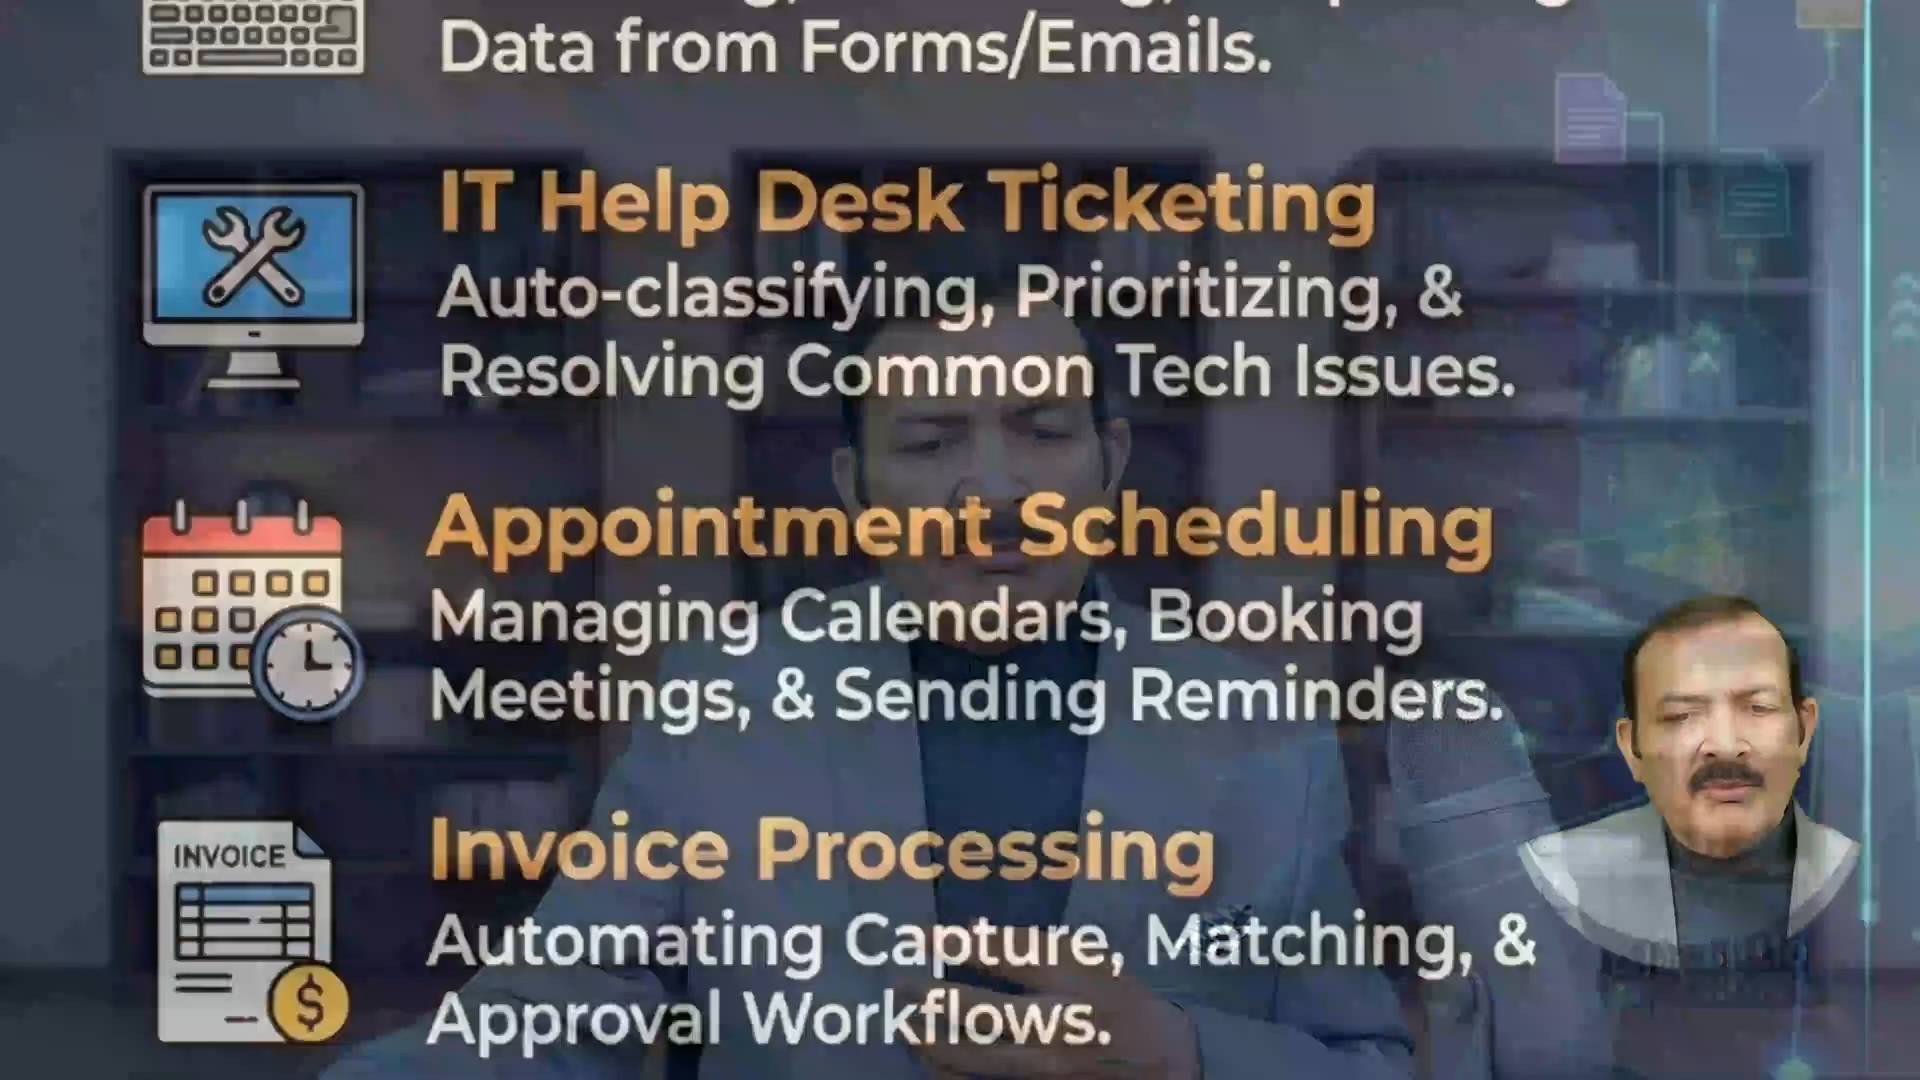 Data from Forms/Emails.
IT Help Desk Ticketing
Auto-classifying, Prioritizing, &
Resolving Common Tech Issues.
Appointment Scheduling
Managing Calendars, Booking
Meetings, & Sending Reminders.
INVOICE
$
Invoice Processing
Automating Capture, Matching, &
Approval Workflows.